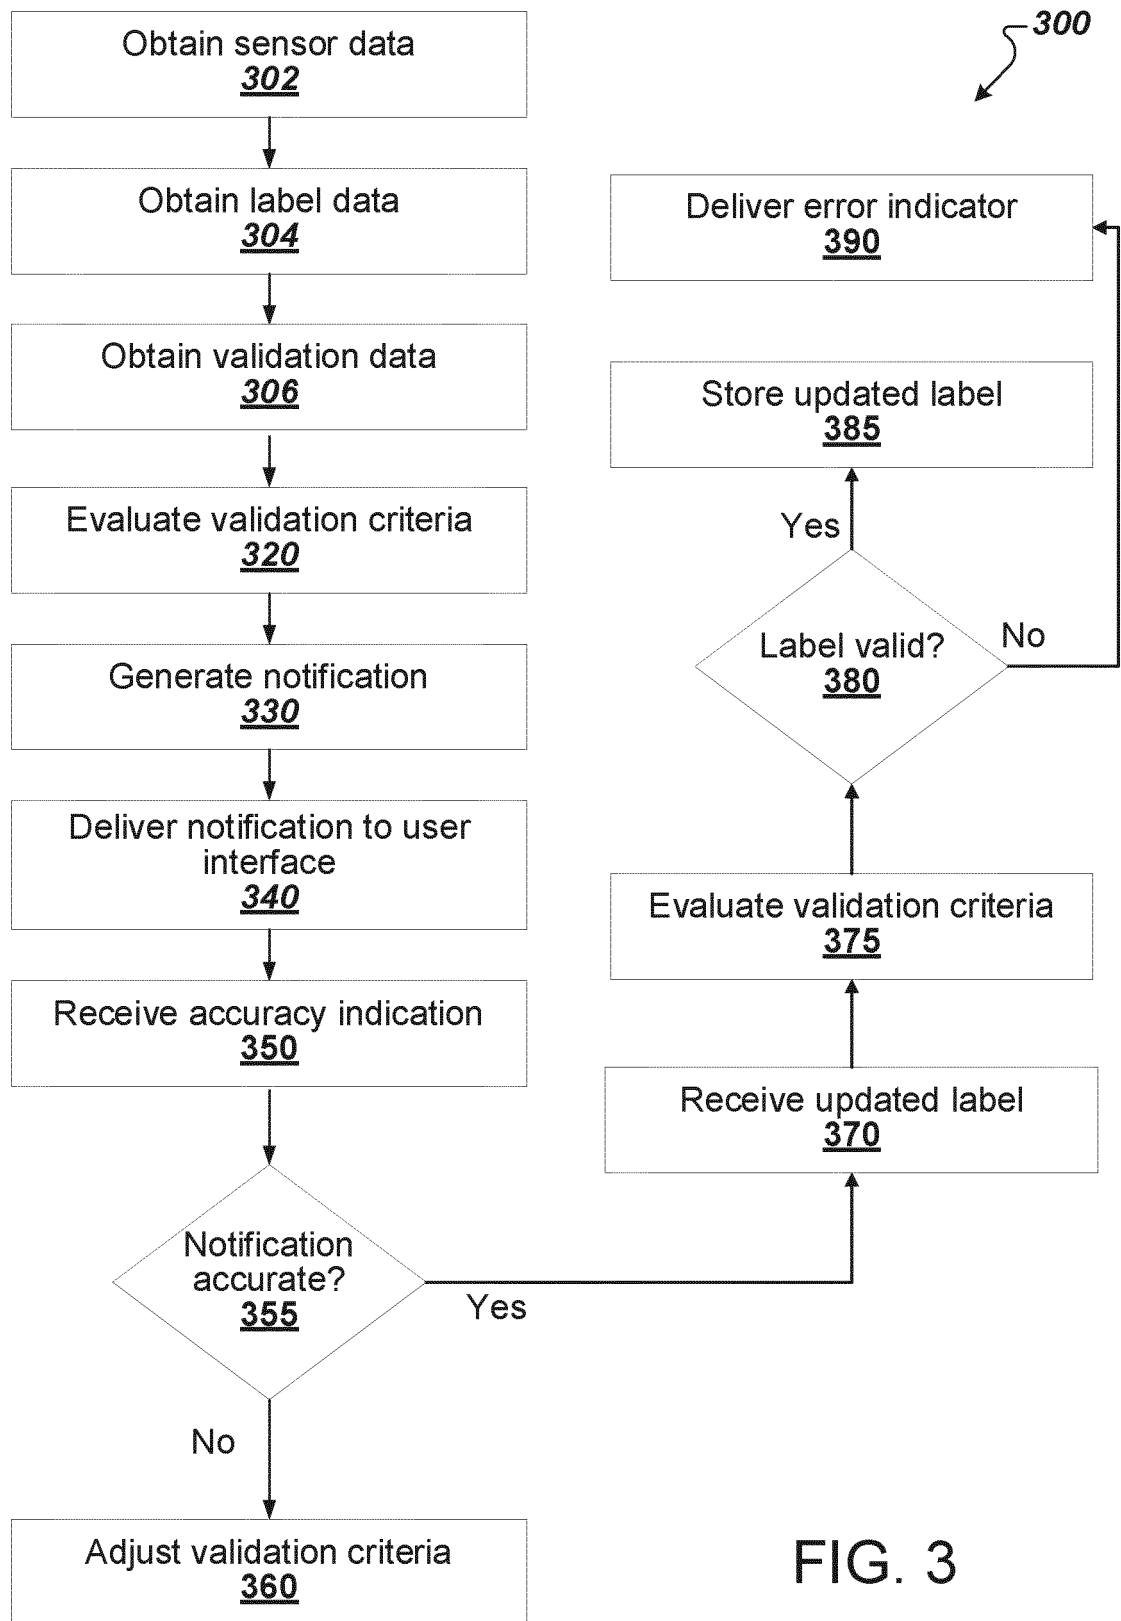 300
Obtain sensor data
302
Obtain label data
304
Obtain validation data
306
Evaluate validation criteria
320
Generate notification
330
Deliver notification to user
interface
340
Receive accuracy indication
350
Notification
accurate?
355
Yes
No
Adjust validation criteria
360
Receive updated label
370
Evaluate validation criteria
375
Label valid?
380
Yes
No
Store updated label
385
Deliver error indicator
390
FIG. 3